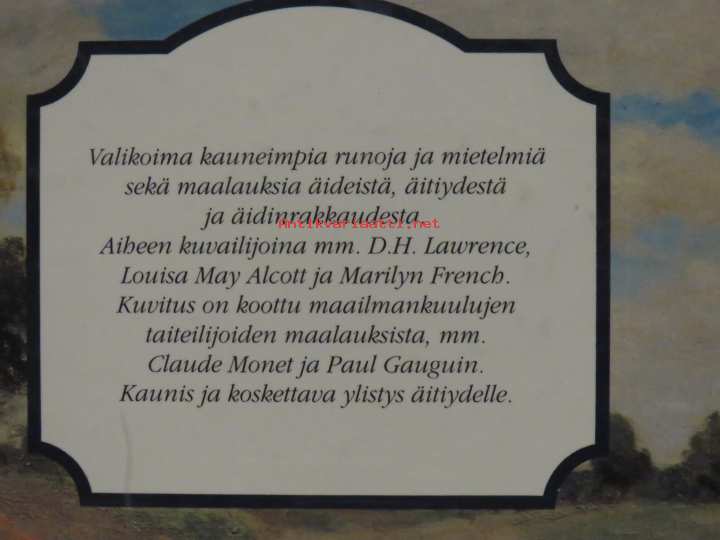 Valikoima kauneimpia runoja ja mietelmiä
sekä maalauksia äideistä, äitiydestä
ja äidinrakkaudesta.
Antikvariaatti.net
Aiheen kuvailijoina mm. D.H. Lawrence,
Louisa May Alcott ja Marilyn French.
Kuvitus on koottu maailmankuulujen
taiteilijoiden maalauksista, mm.
Claude Monet ja Paul Gauguin.
Kaunis ja koskettava ylistys äitiydelle.